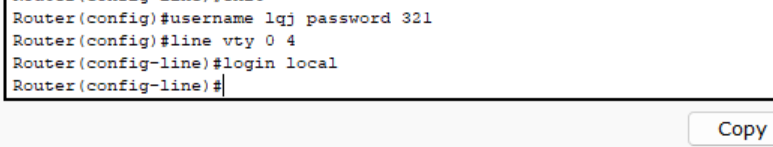 Router(config)#username lqj password 321
Router(config)#line vty 0 4
Router(config-line)#login local
Router(config-line)#
Copy